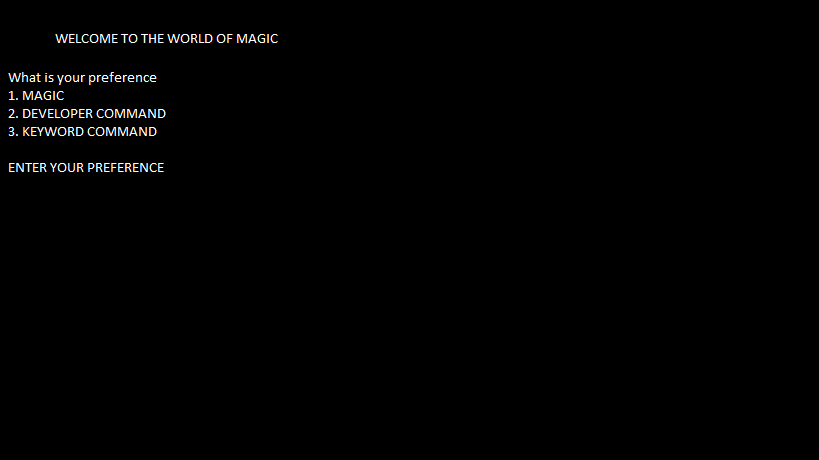 WELCOME TO THE WORLD OF MAGIC
What is your preference
1. MAGIC
2. DEVELOPER COMMAND
3. KEYWORD COMMAND
ENTER YOUR PREFERENCE